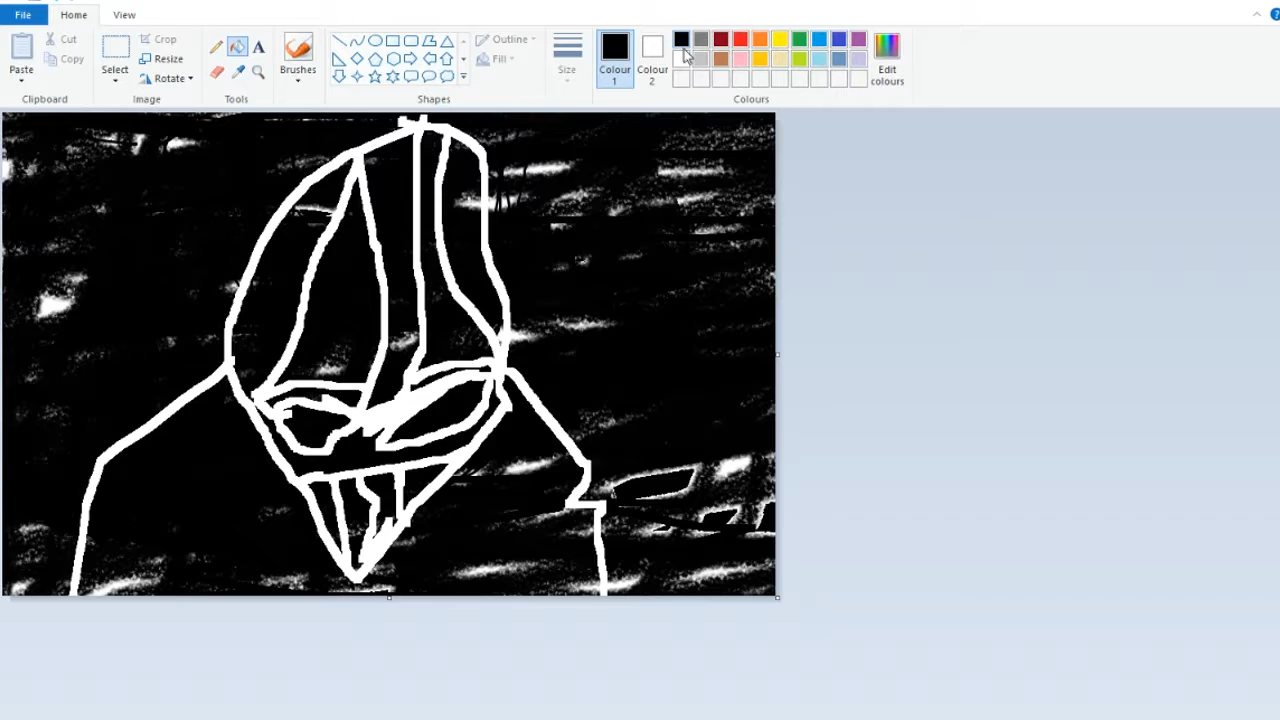 File Home View
Paste Cut Copy Clipboard
Select Crop Resize Rotate Image
A Tools
Brushes
Outline Fill Shapes
Size
Colour 1
Colour 2
Edit colours
Colours